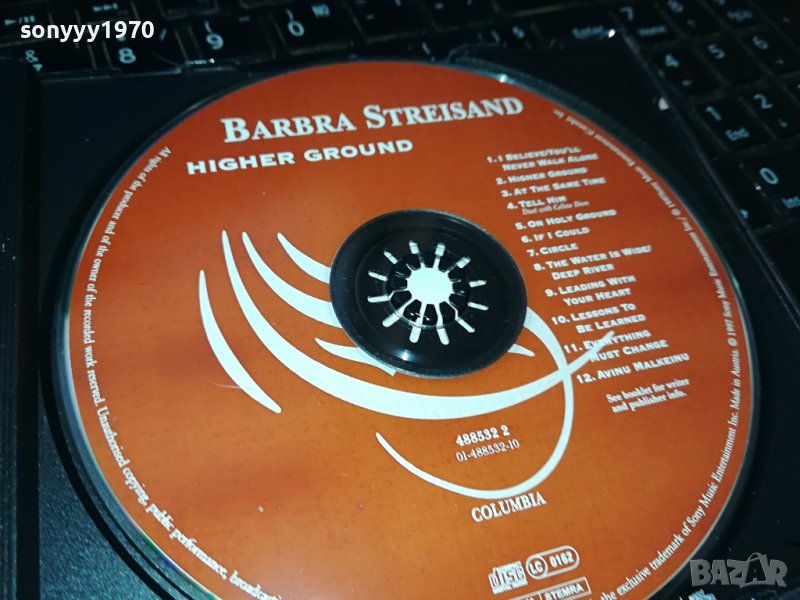 sonyyy1970
BARBRA STREISAND
HIGHER GROUND
1. I BELIEVE/YOU'LL
NEVER WALK ALONE
2. HIGHER GROUND
3. AT THE SAME TIME
4. TELL HIM
Duet with Celine Dion
5. ON HOLY GROUND
6. IF I COULD
7. CIRCLE
8. THE WATER IS WIDE/
DEEP RIVER
9. LEADING WITH
YOUR HEART
10. LESSONS TO
BE LEARNED
11. EVERYTHING
MUST CHANGE
12. AVINU MALKEINU
See booklet for writer
and publisher info.
488532 2
01-488532-10
COLUMBIA
disc
LC 0162
STEMRA
All rights of the producer and of the owner of the recorded work reserved. Unauthorized copying, public performance, broadcasting
the exclusive trademark of Sony Music Entertainment Inc. Made in Austria. © 1997 Sony Music Entertainment Inc./
BAZAR